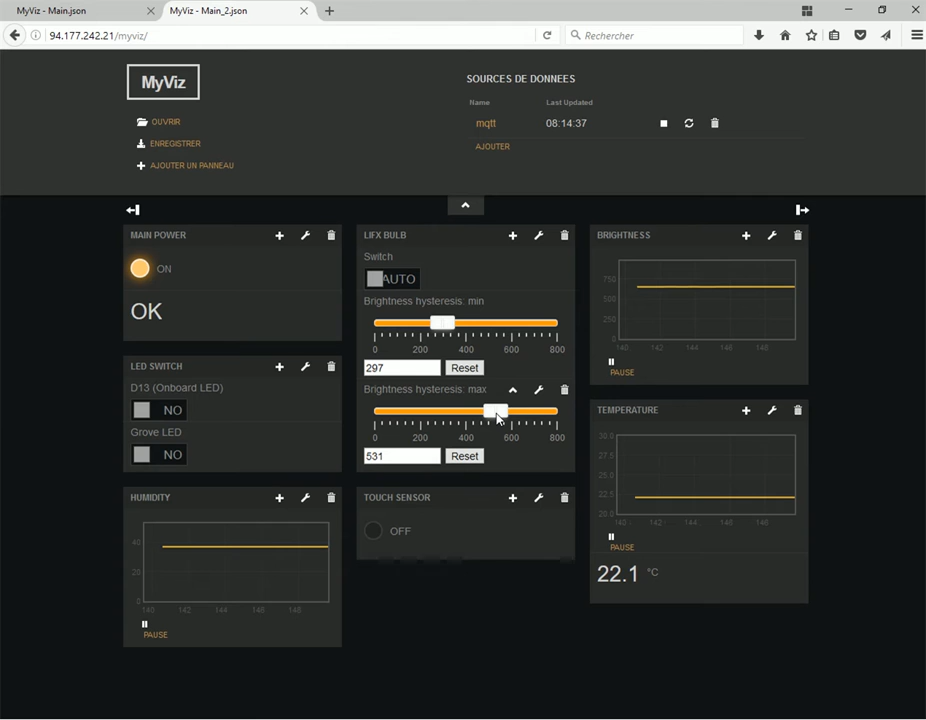 MyViz - Main.json
MyViz - Main_2.json
94.177.242.21/myviz/
Rechercher
MyViz
OUVRIR
ENREGISTRER
AJOUTER UN PANNEAU
SOURCES DE DONNEES
Name Last Updated
mqtt 08:14:37
AJOUTER
MAIN POWER
ON
OK
LED SWITCH
D13 (Onboard LED)
NO
Grove LED
NO
HUMIDITY
40
20
0
140 142 144 146 148
PAUSE
LIFX BULB
Switch
AUTO
Brightness hysteresis: min
0 200 400 600 800
297 Reset
Brightness hysteresis: max
0 200 400 600 800
531 Reset
TOUCH SENSOR
OFF
BRIGHTNESS
750
500
250
0
140 142 144 146 148
PAUSE
TEMPERATURE
30.0
27.5
25.0
22.5
20.0
140 142 144 146 148
PAUSE
22.1 °C